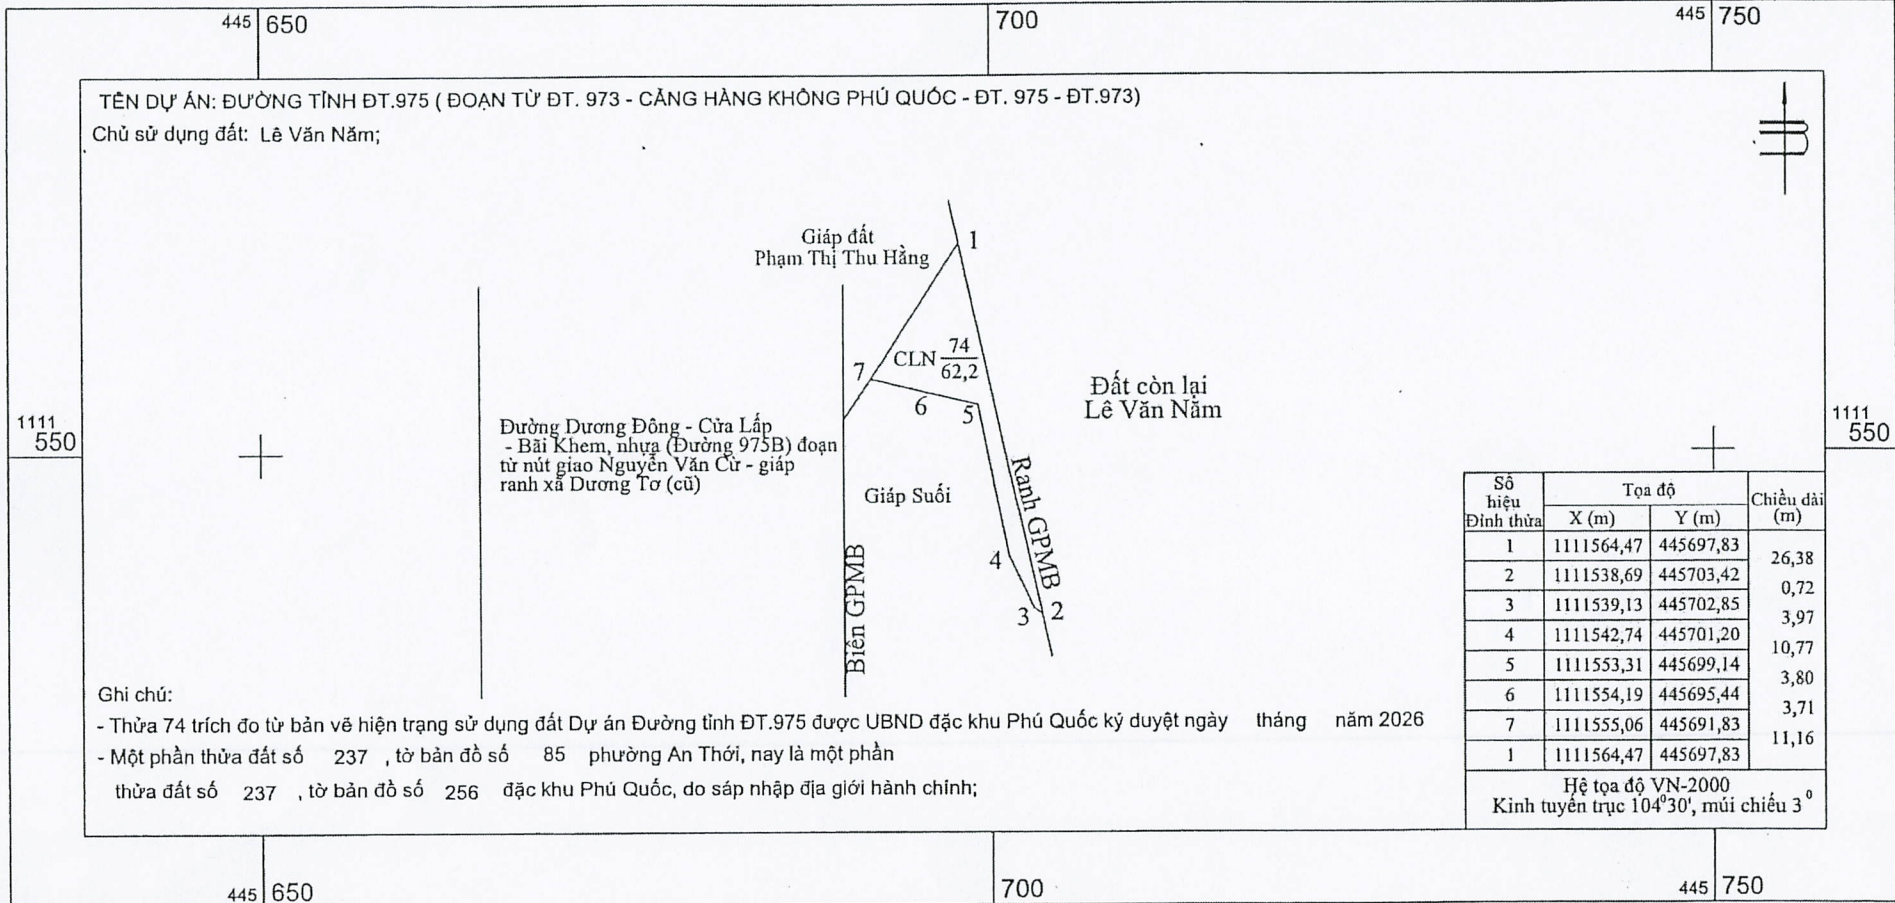 445 650
700
445 750
TÊN DỰ ÁN: ĐƯỜNG TỈNH ĐT.975 ( ĐOẠN TỪ ĐT. 973 - CẢNG HÀNG KHÔNG PHÚ QUỐC - ĐT. 975 - ĐT.973)
Chủ sử dụng đất: Lê Văn Năm;
Giáp đất
Phạm Thị Thu Hằng
1
CLN 74
62,2
7
6
5
Đất còn lại
Lê Văn Năm
1111
550
1111
550
Đường Dương Đông - Cửa Lấp
- Bãi Khem, nhựa (Đường 975B) đoạn
từ nút giao Nguyễn Văn Cừ - giáp
ranh xã Dương Tơ (cũ)
Giáp Suối
Ranh GPMB
Biên GPMB
4
3
2
Số hiệu Đỉnh thửa Tọa độ Chiều dài (m)
X (m) Y (m)
1 1111564,47 445697,83
26,38
2 1111538,69 445703,42
0,72
3 1111539,13 445702,85
3,97
4 1111542,74 445701,20
10,77
5 1111553,31 445699,14
3,80
6 1111554,19 445695,44
3,71
7 1111555,06 445691,83
11,16
1 1111564,47 445697,83
Hệ tọa độ VN-2000
Kinh tuyến trục 104⁰30', múi chiếu 3⁰
Ghi chú:
- Thửa 74 trích đo từ bản vẽ hiện trạng sử dụng đất Dự án Đường tỉnh ĐT.975 được UBND đặc khu Phú Quốc ký duyệt ngày tháng năm 2026
- Một phần thửa đất số 237 , tờ bản đồ số 85 phường An Thới, nay là một phần
thửa đất số 237 , tờ bản đồ số 256 đặc khu Phú Quốc, do sáp nhập địa giới hành chính;
445 650
700
445 750